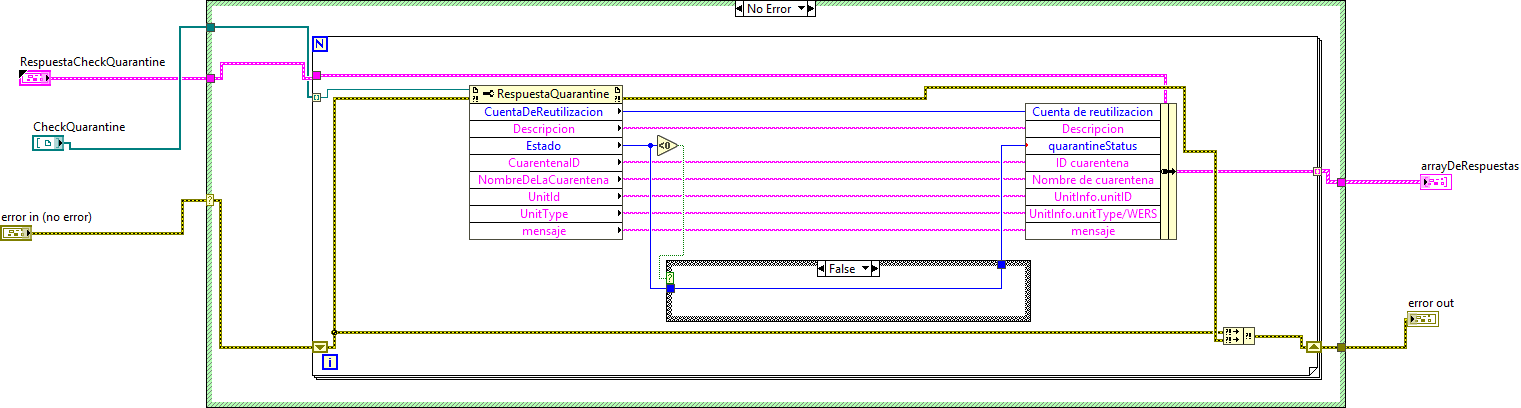 No Error
N
RespuestaCheckQuarantine
CheckQuarantine
error in (no error)
RespuestaQuarantine
CuentaDeReutilizacion
Descripcion
Estado
CuarentenaID
NombreDeLaCuarentena
UnitId
UnitType
mensaje
<0
Cuenta de reutilizacion
Descripcion
quarantineStatus
ID cuarentena
Nombre de cuarentena
UnitInfo.unitID
UnitInfo.unitType/WERS
mensaje
?
?
False
i
?!
?!
?!
arrayDeRespuestas
error out